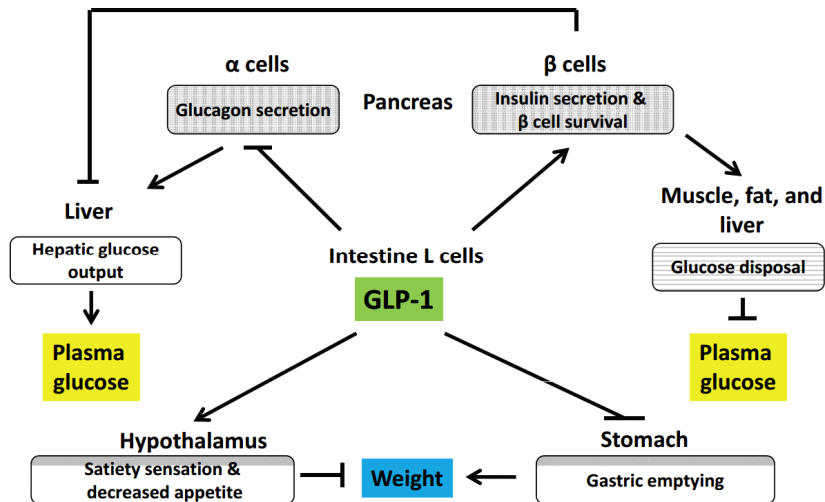 α cells
Glucagon secretion
Pancreas
β cells
Insulin secretion &
β cell survival
Liver
Hepatic glucose
output
Muscle, fat, and
liver
Glucose disposal
Intestine L cells
GLP-1
Plasma
glucose
Plasma
glucose
Hypothalamus
Satiety sensation &
decreased appetite
Weight
Stomach
Gastric emptying